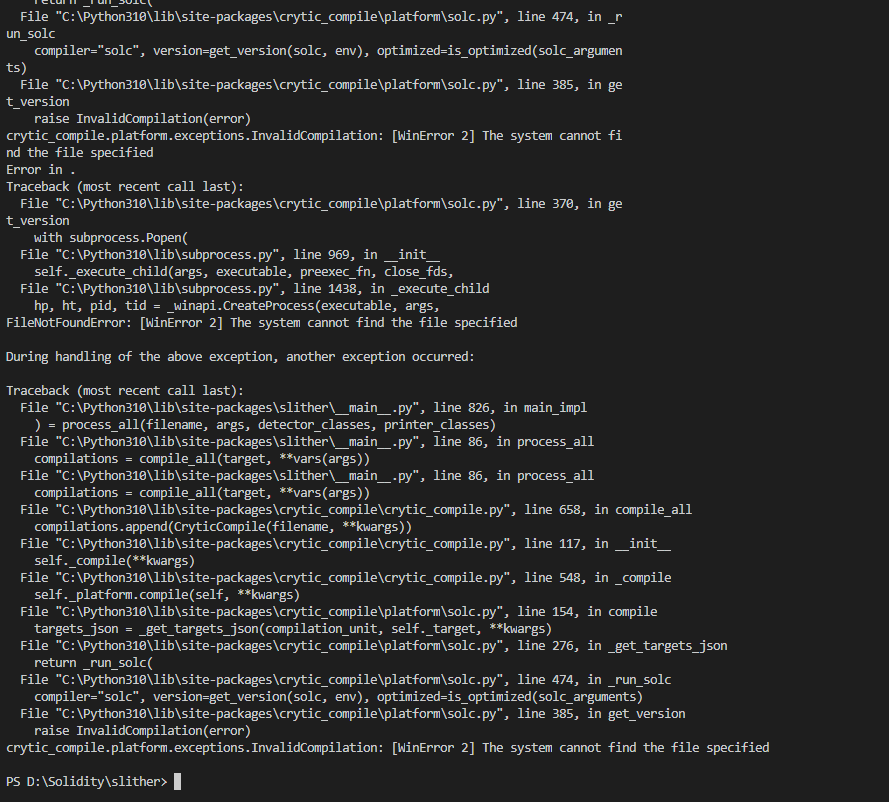 return _run_solc(
File "C:\Python310\lib\site-packages\crytic_compile\platform\solc.py", line 474, in _r
un_solc
compiler="solc", version=get_version(solc, env), optimized=is_optimized(solc_argumen
ts)
File "C:\Python310\lib\site-packages\crytic_compile\platform\solc.py", line 385, in ge
t_version
raise InvalidCompilation(error)
crytic_compile.platform.exceptions.InvalidCompilation: [WinError 2] The system cannot fi
nd the file specified
Error in .
Traceback (most recent call last):
File "C:\Python310\lib\site-packages\crytic_compile\platform\solc.py", line 370, in ge
t_version
with subprocess.Popen(
File "C:\Python310\lib\subprocess.py", line 969, in __init__
self._execute_child(args, executable, preexec_fn, close_fds,
File "C:\Python310\lib\subprocess.py", line 1438, in _execute_child
hp, ht, pid, tid = _winapi.CreateProcess(executable, args,
FileNotFoundError: [WinError 2] The system cannot find the file specified
During handling of the above exception, another exception occurred:
Traceback (most recent call last):
File "C:\Python310\lib\site-packages\slither\__main__.py", line 826, in main_impl
) = process_all(filename, args, detector_classes, printer_classes)
File "C:\Python310\lib\site-packages\slither\__main__.py", line 86, in process_all
compilations = compile_all(target, **vars(args))
File "C:\Python310\lib\site-packages\slither\__main__.py", line 86, in process_all
compilations = compile_all(target, **vars(args))
File "C:\Python310\lib\site-packages\crytic_compile\crytic_compile.py", line 658, in compile_all
compilations.append(CryticCompile(filename, **kwargs))
File "C:\Python310\lib\site-packages\crytic_compile\crytic_compile.py", line 117, in __init__
self._compile(**kwargs)
File "C:\Python310\lib\site-packages\crytic_compile\crytic_compile.py", line 548, in _compile
self._platform.compile(self, **kwargs)
File "C:\Python310\lib\site-packages\crytic_compile\platform\solc.py", line 154, in compile
targets_json = _get_targets_json(compilation_unit, self._target, **kwargs)
File "C:\Python310\lib\site-packages\crytic_compile\platform\solc.py", line 276, in _get_targets_json
return _run_solc(
File "C:\Python310\lib\site-packages\crytic_compile\platform\solc.py", line 474, in _run_solc
compiler="solc", version=get_version(solc, env), optimized=is_optimized(solc_arguments)
File "C:\Python310\lib\site-packages\crytic_compile\platform\solc.py", line 385, in get_version
raise InvalidCompilation(error)
crytic_compile.platform.exceptions.InvalidCompilation: [WinError 2] The system cannot find the file specified
PS D:\Solidity\slither>